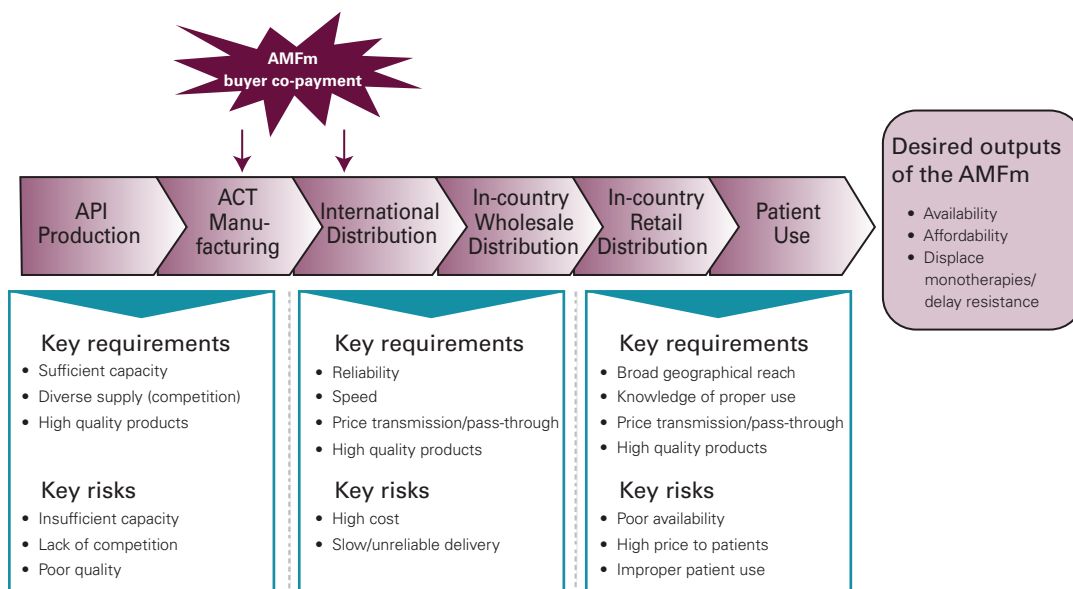 AMFm
buyer co-payment
API
Production
ACT
Manu-
facturing
International
Distribution
In-country
Wholesale
Distribution
In-country
Retail
Distribution
Patient
Use
Desired outputs
of the AMFm
• Availability
• Affordability
• Displace
monotherapies/
delay resistance
Key requirements
• Sufficient capacity
• Diverse supply (competition)
• High quality products
Key risks
• Insufficient capacity
• Lack of competition
• Poor quality
Key requirements
• Reliability
• Speed
• Price transmission/pass-through
• High quality products
Key risks
• High cost
• Slow/unreliable delivery
Key requirements
• Broad geographical reach
• Knowledge of proper use
• Price transmission/pass-through
• High quality products
Key risks
• Poor availability
• High price to patients
• Improper patient use